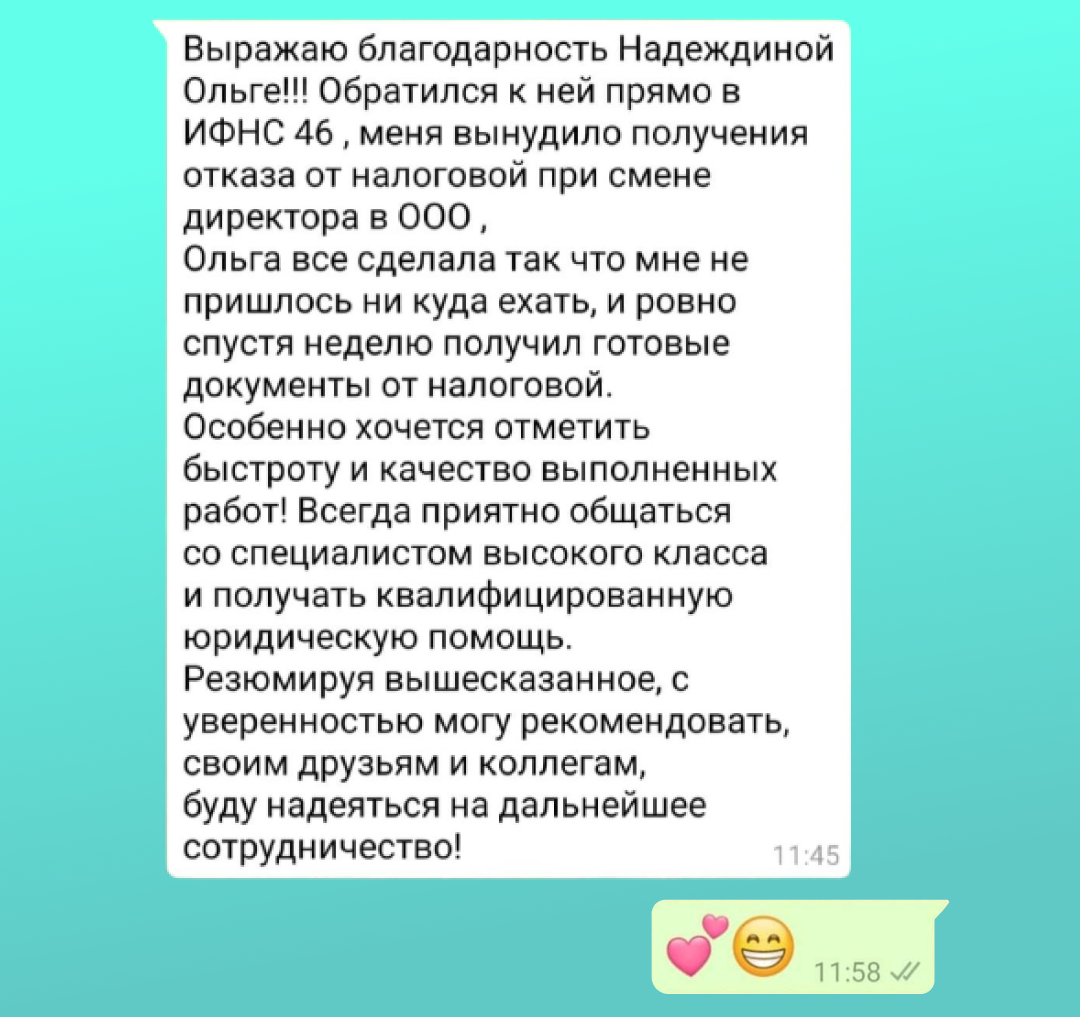 Выражаю благодарность Надеждиной
Ольге!!! Обратился к ней прямо в
ИФНС 46 , меня вынудило получения
отказа от налоговой при смене
директора в ООО ,
Ольга все сделала так что мне не
пришлось ни куда ехать, и ровно
спустя неделю получил готовые
документы от налоговой.
Особенно хочется отметить
быстроту и качество выполненных
работ! Всегда приятно общаться
со специалистом высокого класса
и получать квалифицированную
юридическую помощь.
Резюмируя вышесказанное, с
уверенностью могу рекомендовать,
своим друзьям и коллегам,
буду надеяться на дальнейшее
сотрудничество!
11:45
💕😁 11:58